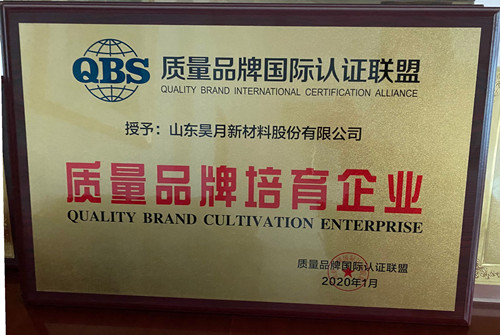 QBS
质量品牌国际认证联盟
QUALITY BRAND INTERNATIONAL CERTIFICATION ALLIANCE
授予：山东昊月新材料股份有限公司
质量品牌培育企业
QUALITY BRAND CULTIVATION ENTERPRISE
质量品牌国际认证联盟
2020年1月